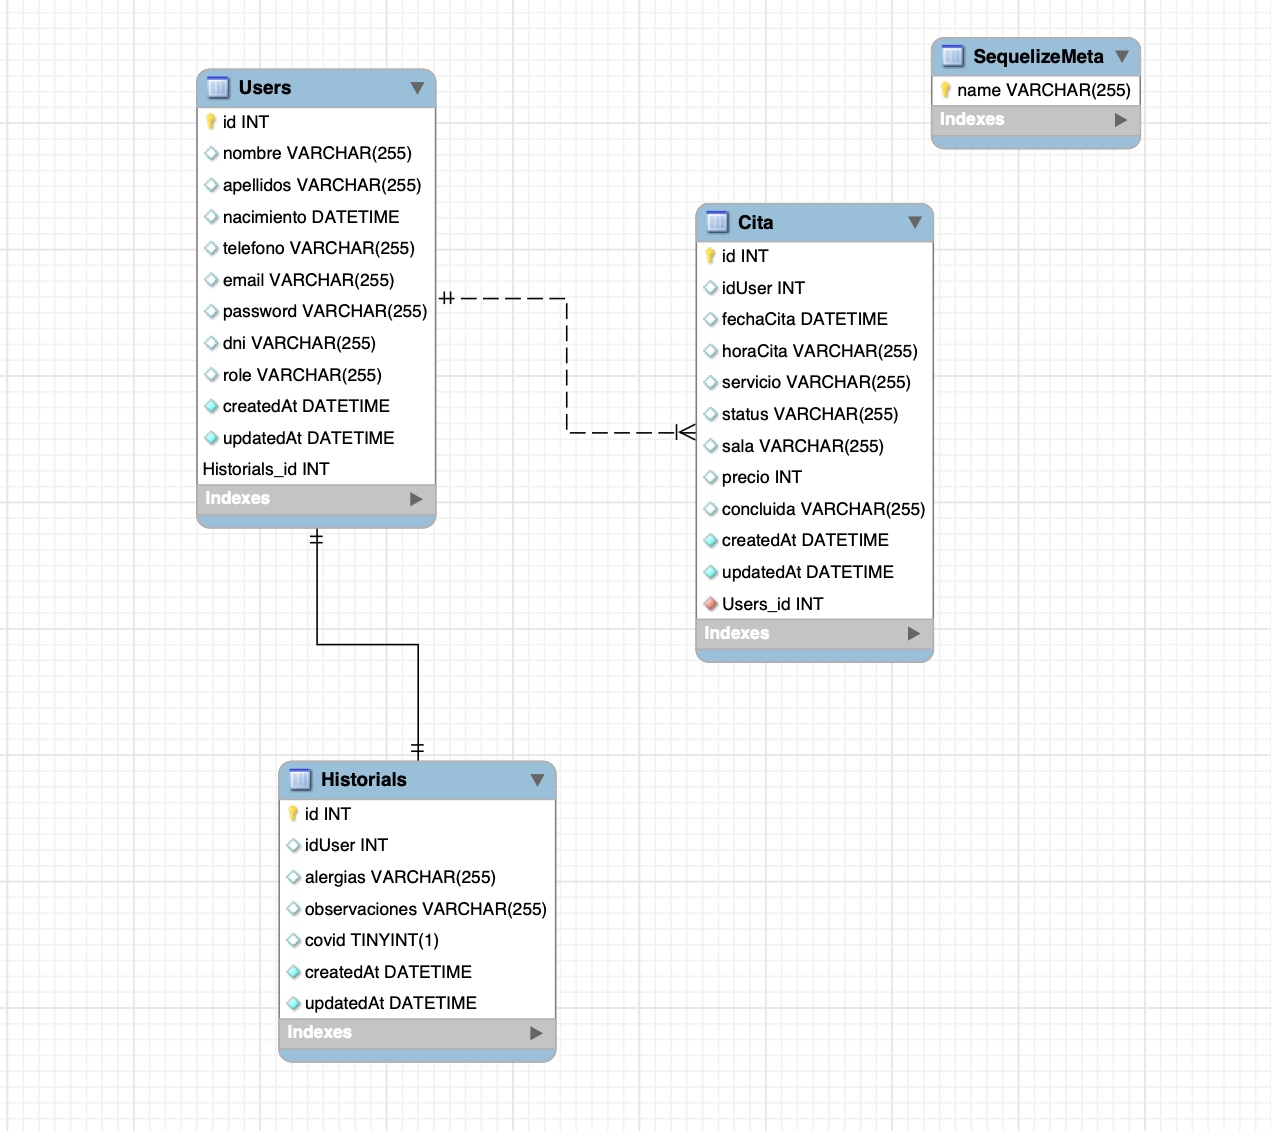 Users
id INT
nombre VARCHAR(255)
apellidos VARCHAR(255)
nacimiento DATETIME
telefono VARCHAR(255)
email VARCHAR(255)
password VARCHAR(255)
dni VARCHAR(255)
role VARCHAR(255)
createdAt DATETIME
updatedAt DATETIME
Historials_id INT
Indexes
SequelizeMeta
name VARCHAR(255)
Indexes
Cita
id INT
idUser INT
fechaCita DATETIME
horaCita VARCHAR(255)
servicio VARCHAR(255)
status VARCHAR(255)
sala VARCHAR(255)
precio INT
concluida VARCHAR(255)
createdAt DATETIME
updatedAt DATETIME
Users_id INT
Indexes
Historials
id INT
idUser INT
alergias VARCHAR(255)
observaciones VARCHAR(255)
covid TINYINT(1)
createdAt DATETIME
updatedAt DATETIME
Indexes